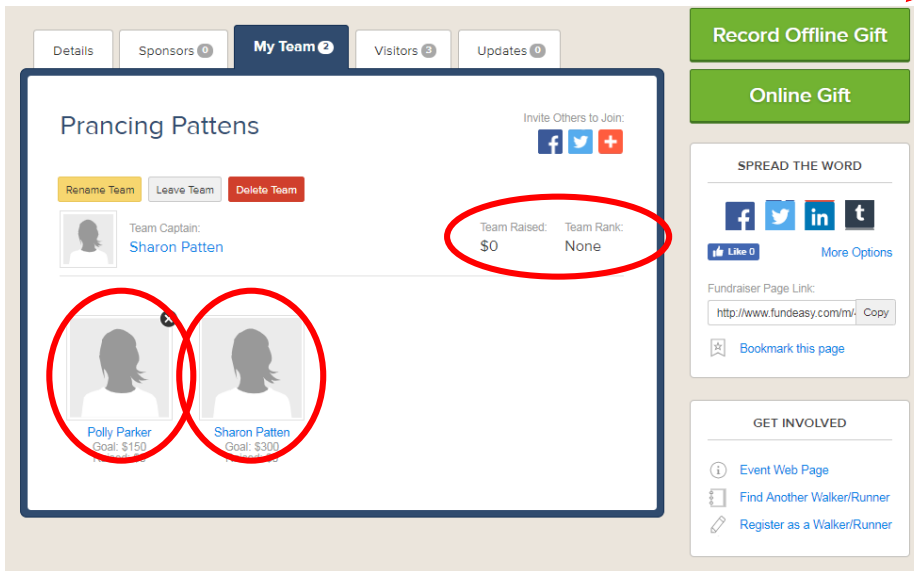 Details
Sponsors 0
My Team 2
Visitors 3
Updates 0
Record Offline Gift
Online Gift
Prancing Pattens
Invite Others to Join:
Rename Team
Leave Team
Delete Team
Team Captain:
Sharon Patten
Team Raised:
$0
Team Rank:
None
Polly Parker
Goal: $150
Sharon Patten
Goal: $300
SPREAD THE WORD
Like 0
More Options
Fundraiser Page Link:
http://www.fundeasy.com/m/
Copy
Bookmark this page
GET INVOLVED
Event Web Page
Find Another Walker/Runner
Register as a Walker/Runner